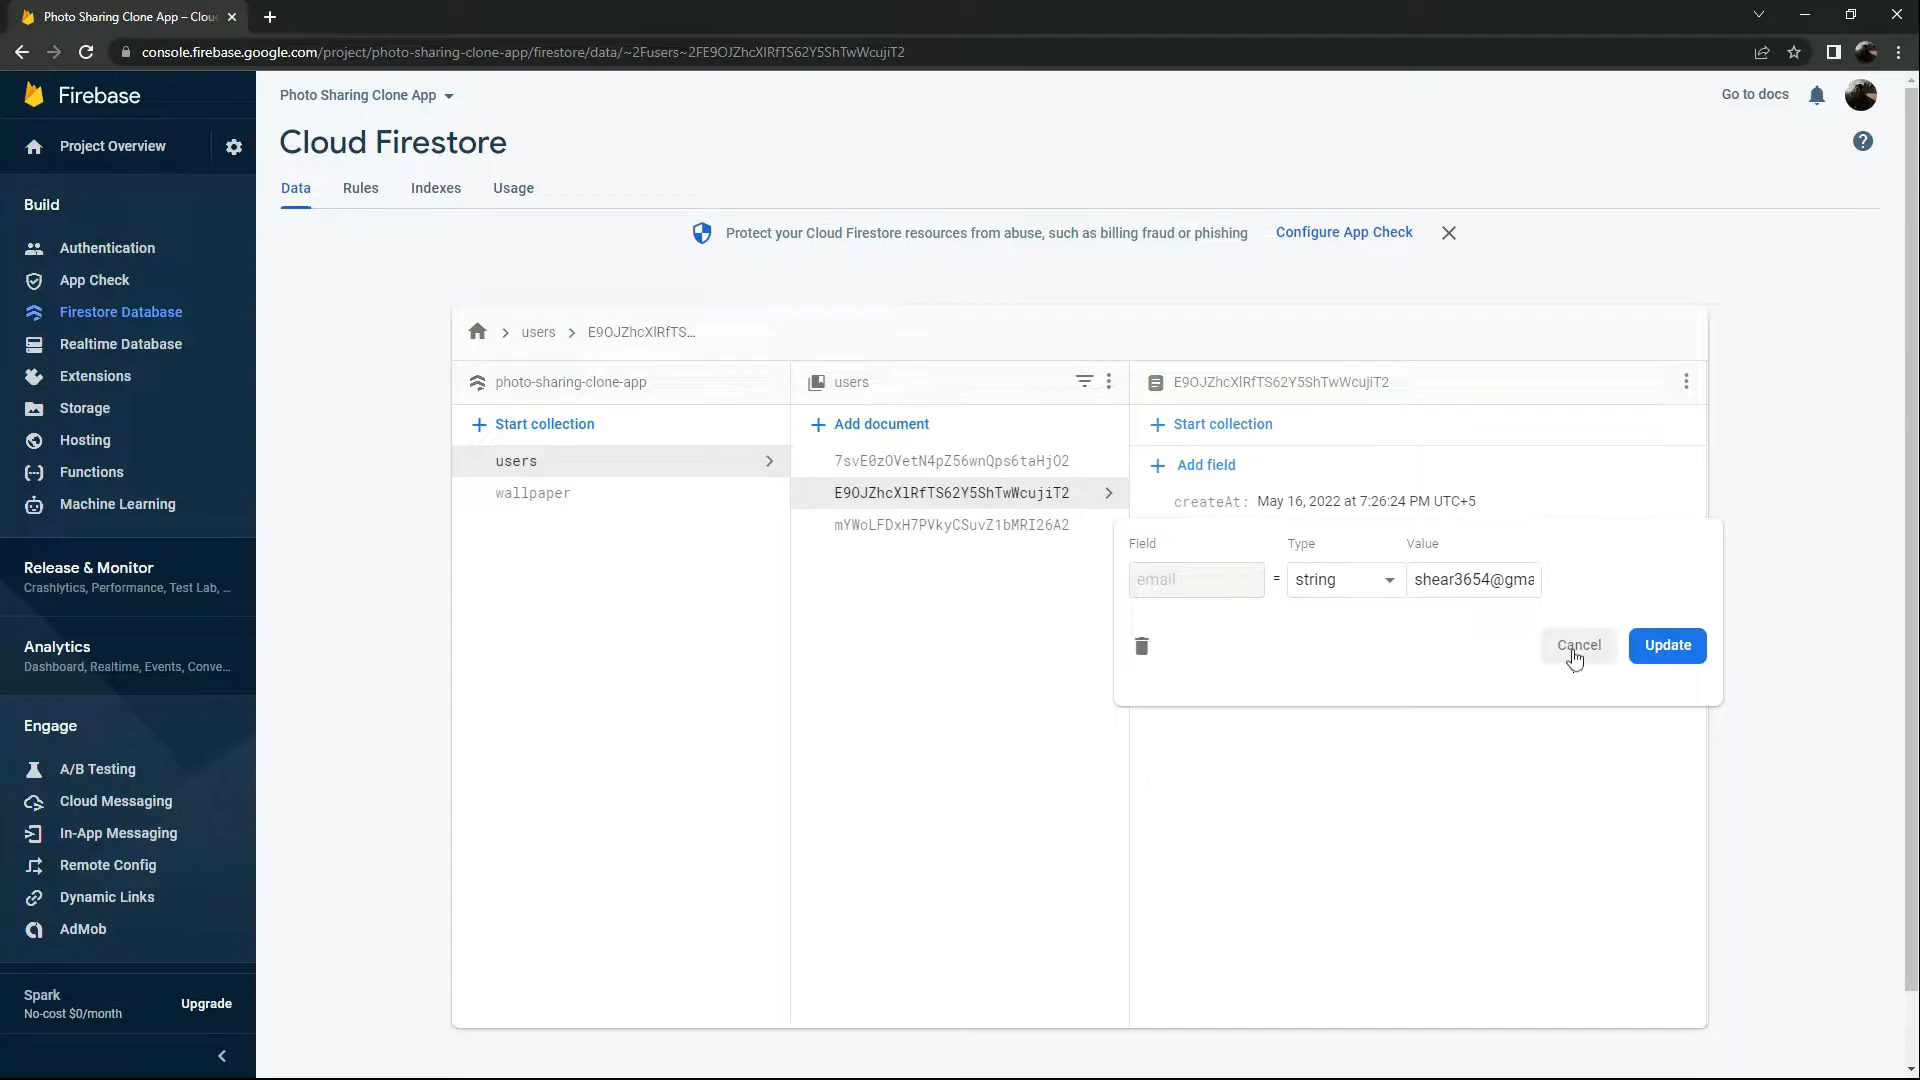 Photo Sharing Clone App – Clou
console.firebase.google.com/project/photo-sharing-clone-app/firestore/data/~2Fusers~2FE9OJZhcXlRfTS62Y5ShTwWcujiT2
Firebase
Project Overview
Build
Authentication
App Check
Firestore Database
Realtime Database
Extensions
Storage
Hosting
Functions
Machine Learning
Release & Monitor
Crashlytics, Performance, Test Lab, ...
Analytics
Dashboard, Realtime, Events, Conve...
Engage
A/B Testing
Cloud Messaging
In-App Messaging
Remote Config
Dynamic Links
AdMob
Spark
No-cost $0/month
Upgrade
Photo Sharing Clone App
Go to docs
Cloud Firestore
Data
Rules
Indexes
Usage
Protect your Cloud Firestore resources from abuse, such as billing fraud or phishing
Configure App Check
users
E9OJZhcXlRfTS...
photo-sharing-clone-app
Start collection
users
wallpaper
users
Add document
7svE0zOVetN4pZ56wnQps6taHjO2
E9OJZhcXlRfTS62Y5ShTwWcujiT2
mYWoLFDxH7PVkyCSuvZ1bMRI26A2
E9OJZhcXlRfTS62Y5ShTwWcujiT2
Start collection
Add field
createAt: May 16, 2022 at 7:26:24 PM UTC+5
Field
Type
Value
email
=
string
shear3654@gma
Cancel
Update